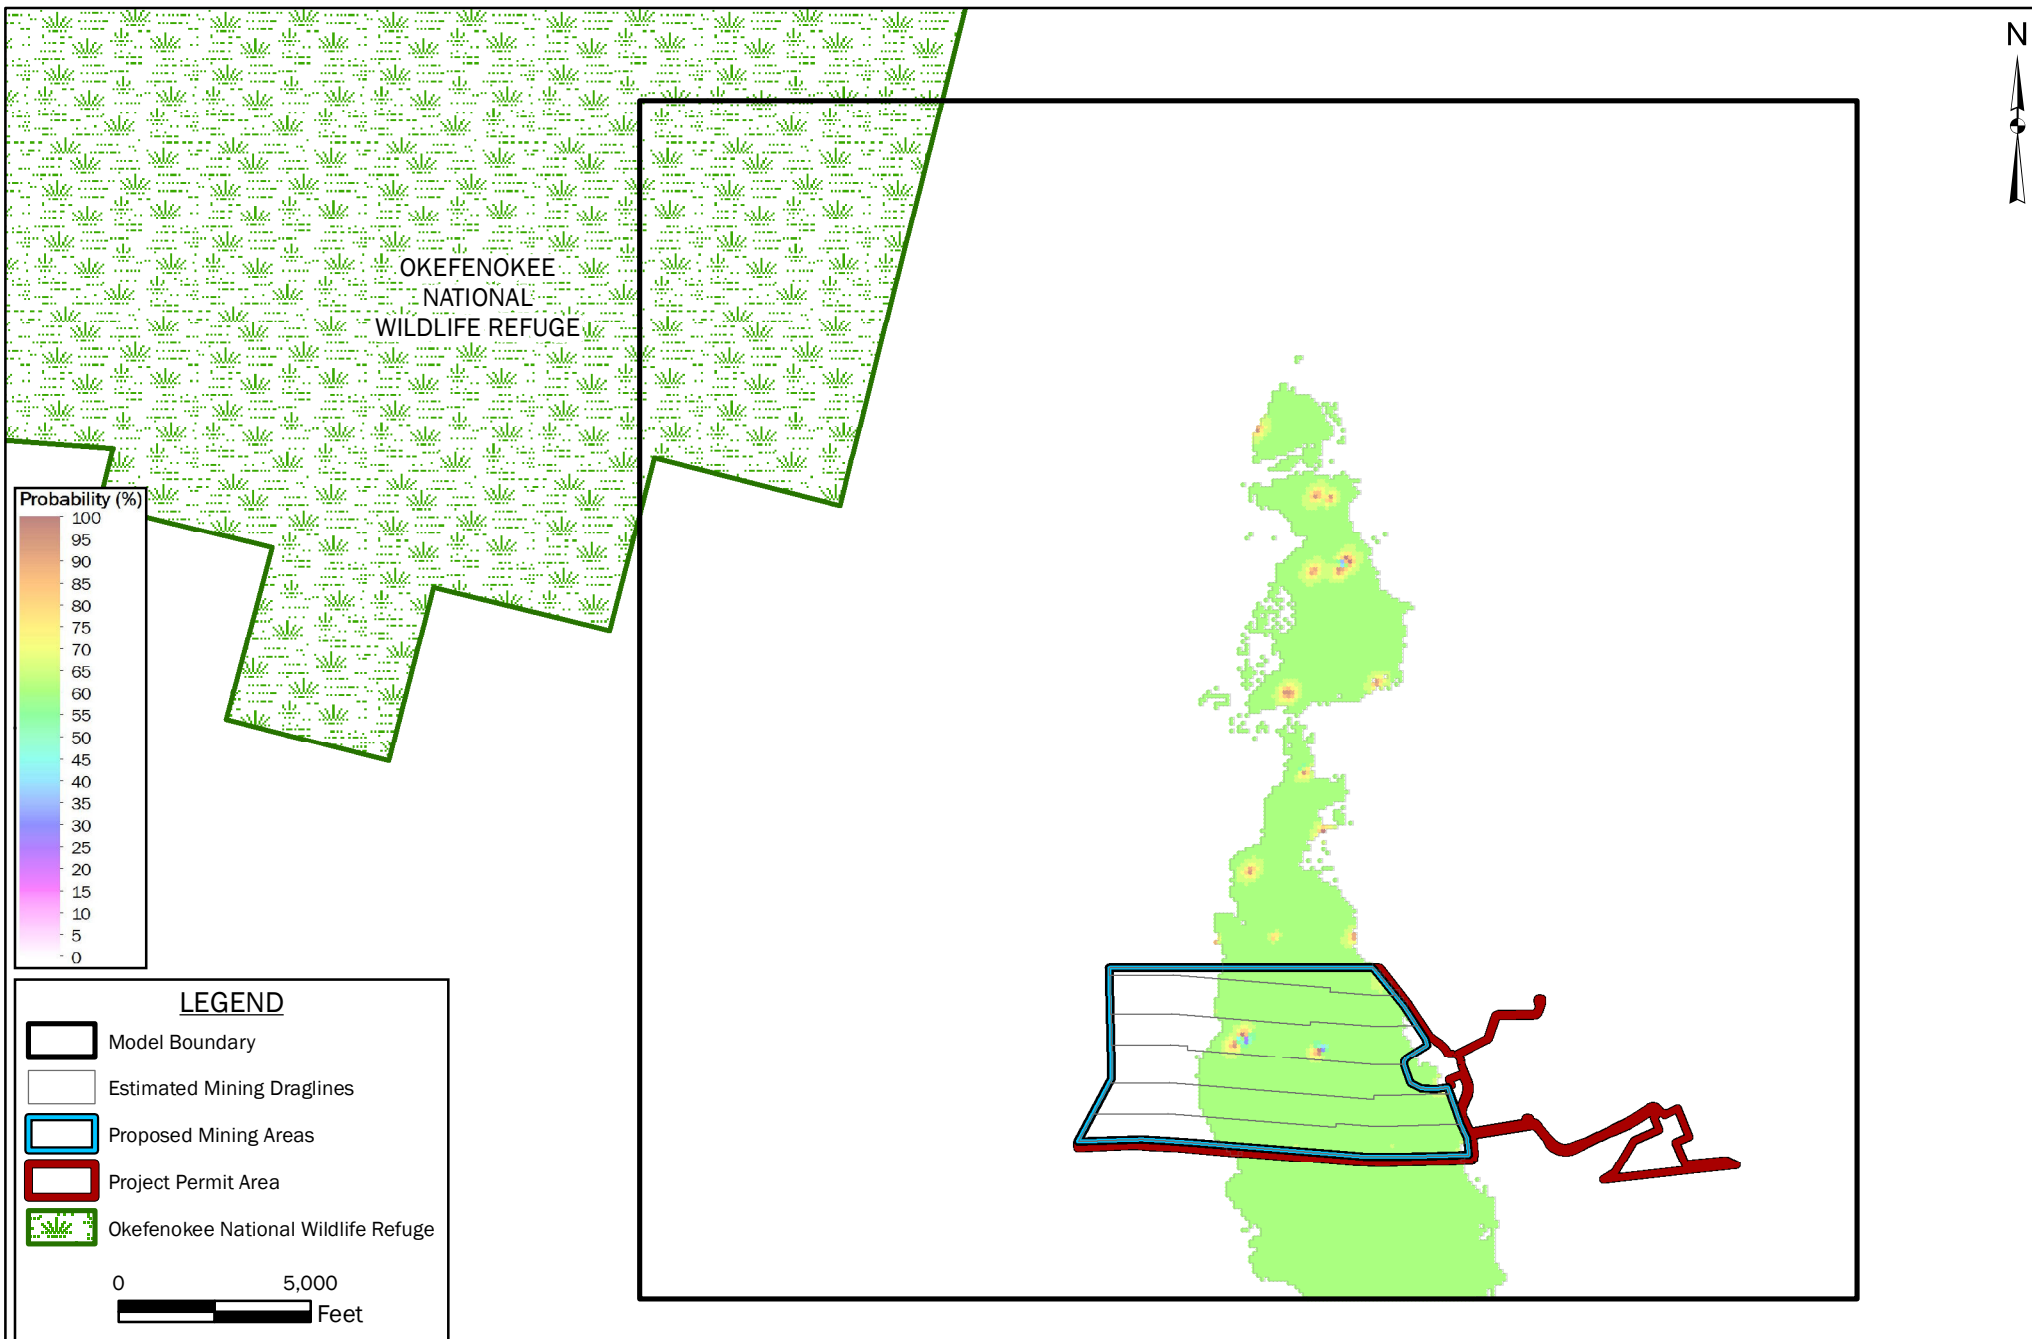 N
OKEFENOKEE
NATIONAL
WILDLIFE REFUGE
Probability (%)
100
95
90
85
80
75
70
65
60
55
50
45
40
35
30
25
20
15
10
5
0
LEGEND
Model Boundary
Estimated Mining Draglines
Proposed Mining Areas
Project Permit Area
Okefenokee National Wildlife Refuge
0 5,000
Feet